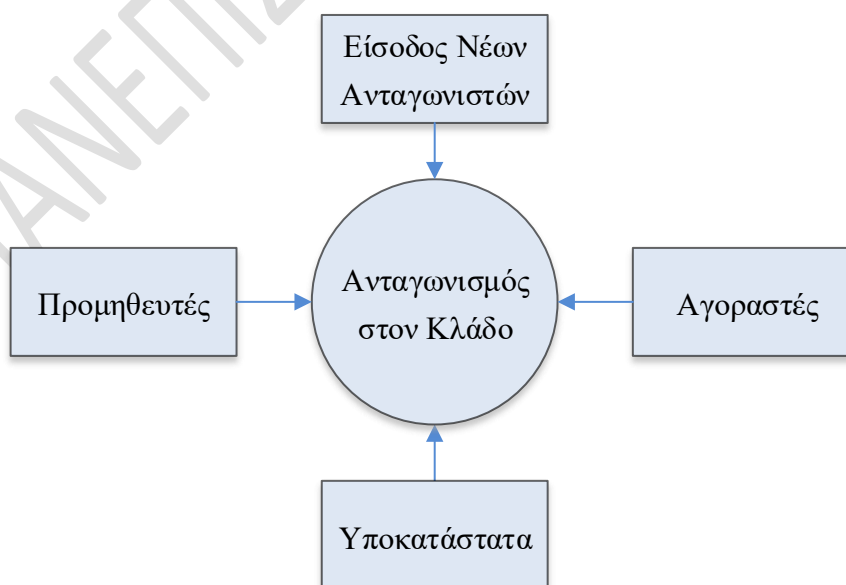 Είσοδος Νέων
Ανταγωνιστών
Προμηθευτές
Ανταγωνισμός
στον Κλάδο
Αγοραστές
Υποκατάστατα